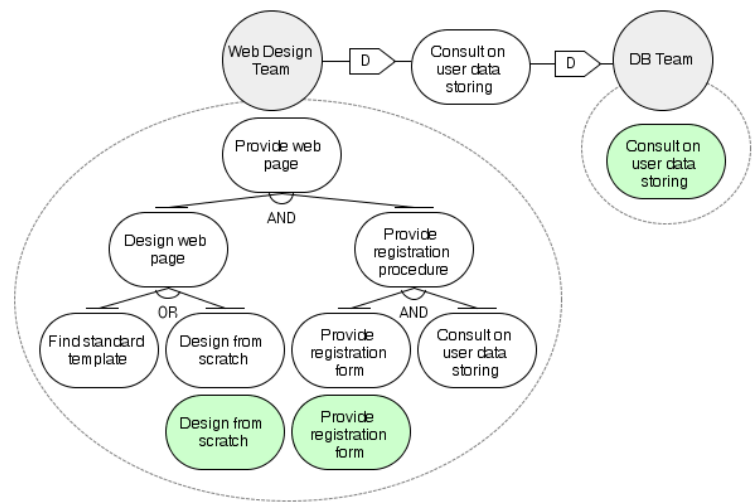 Web Design
Team
D
Consult on
user data
storing
D
DB Team
Consult on
user data
storing
Provide web
page
AND
Design web
page
Provide
registration
procedure
OR
AND
Find standard
template
Design from
scratch
Provide
registration
form
Consult on
user data
storing
Design from
scratch
Provide
registration
form